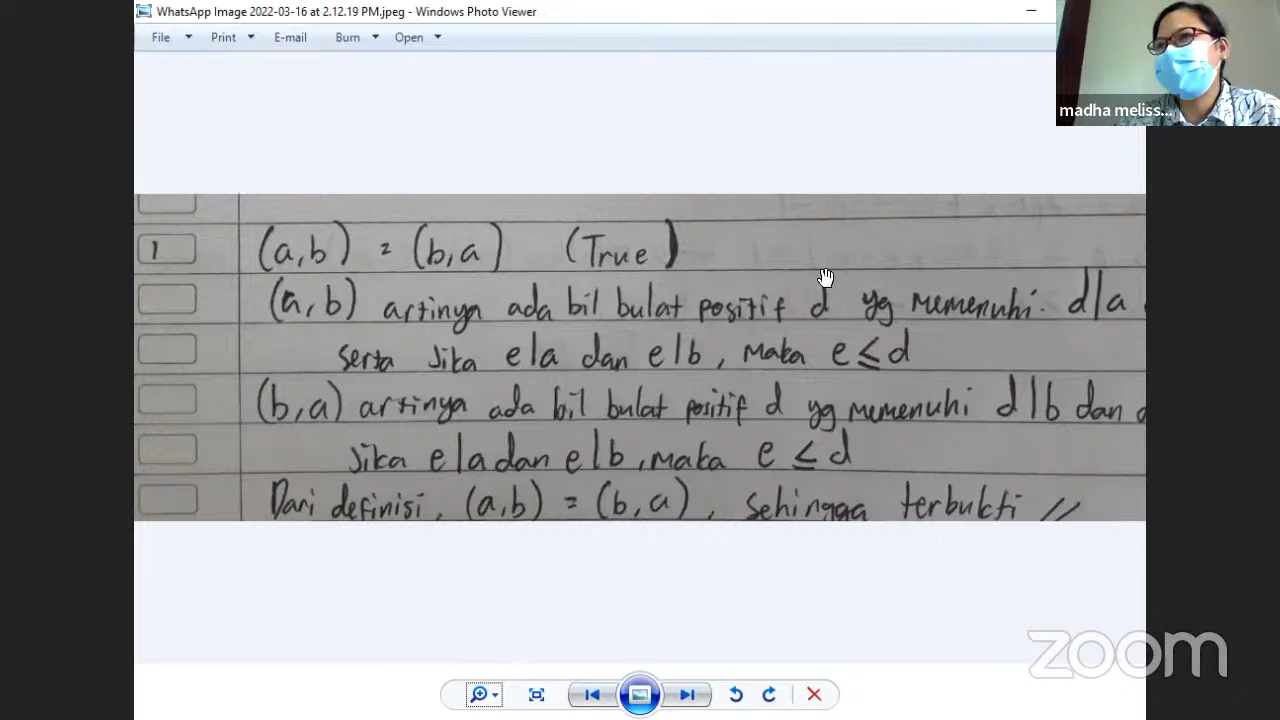 WhatsApp Image 2022-03-16 at 2.12.19 PM.jpeg - Windows Photo Viewer
File Print E-mail Burn Open
madha meliss...
1 (a,b) = (b,a) (True)
(a,b) artinya ada bil bulat positif d yg memenuhi. d|a
serta Jika e|a dan e|b, maka e ≤ d
(b,a) artinya ada bil bulat positif d yg memenuhi d|b dan
Jika e|a dan e|b, maka e ≤ d
Dari definisi, (a,b) = (b,a), sehingga terbukti //
zoom